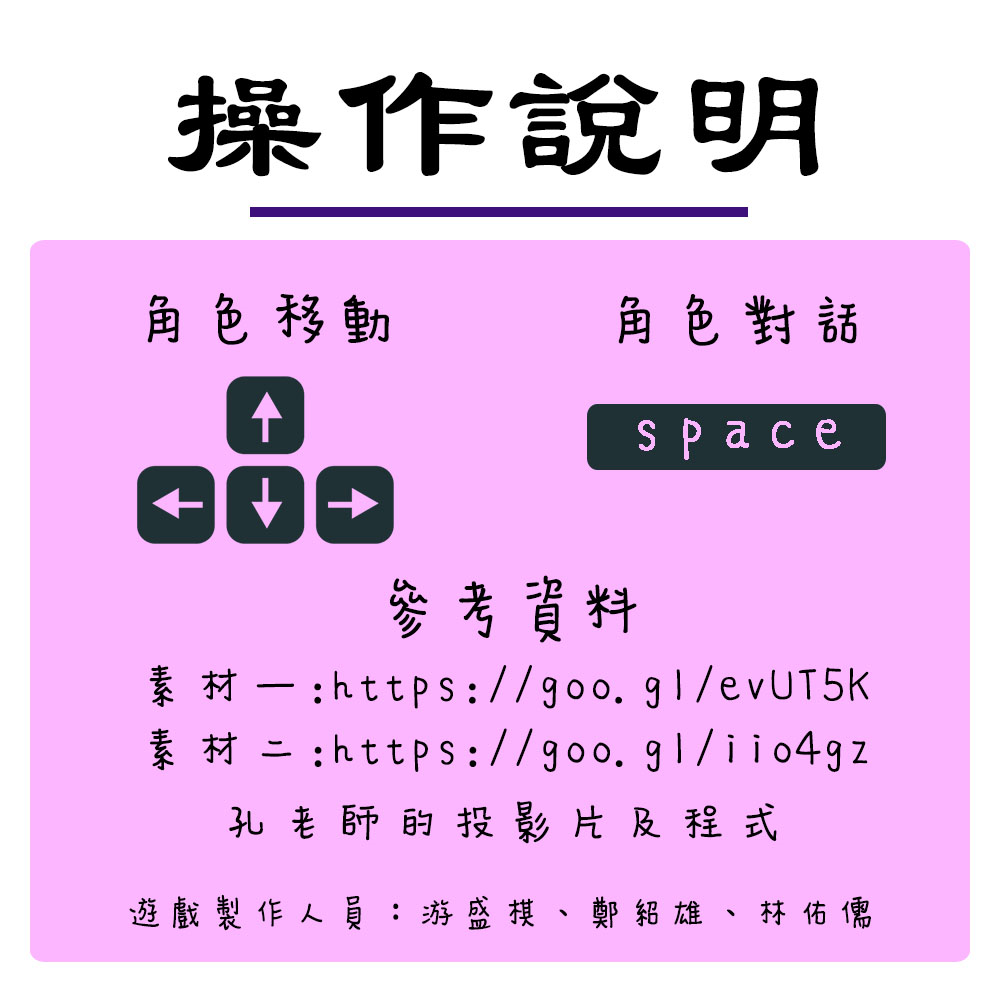 操作說明
角色移動
角色對話
space
參考資料
素材一:https://goo.gl/evUT5K
素材二:https://goo.gl/iio4gz
孔老師的投影片及程式
遊戲製作人員：游盛棋、鄭紹雄、林佑儒